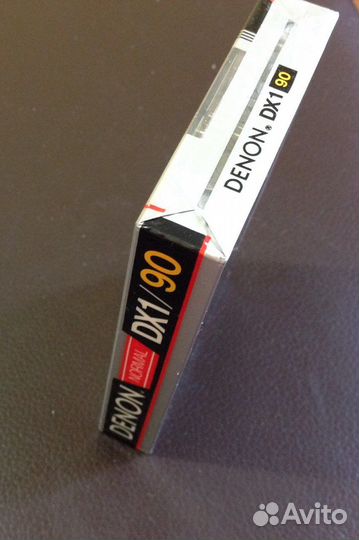 DENON® DX1 90
DENON® NORMAL DX1/90
Avito